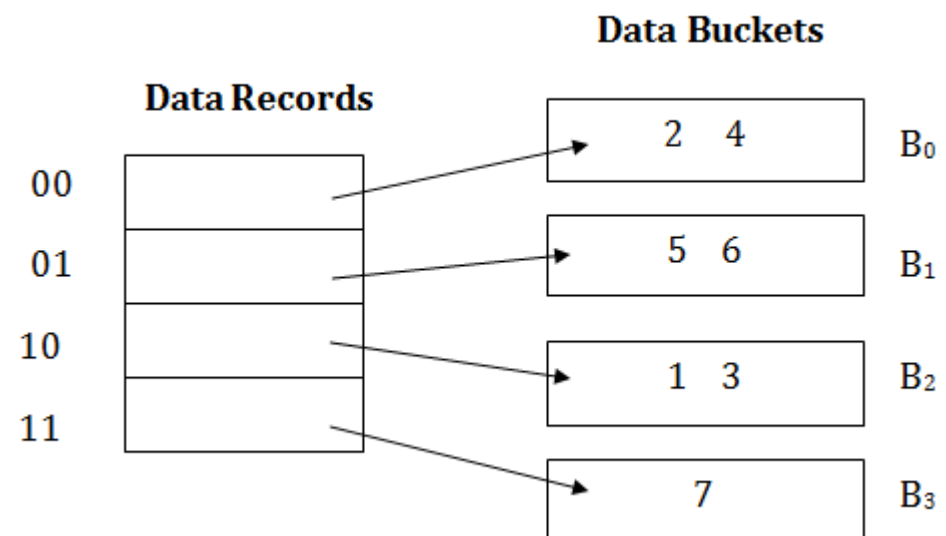 Data Buckets
Data Records
2 4 B₀
00
5 6 B₁
01
10
1 3 B₂
11
7 B₃